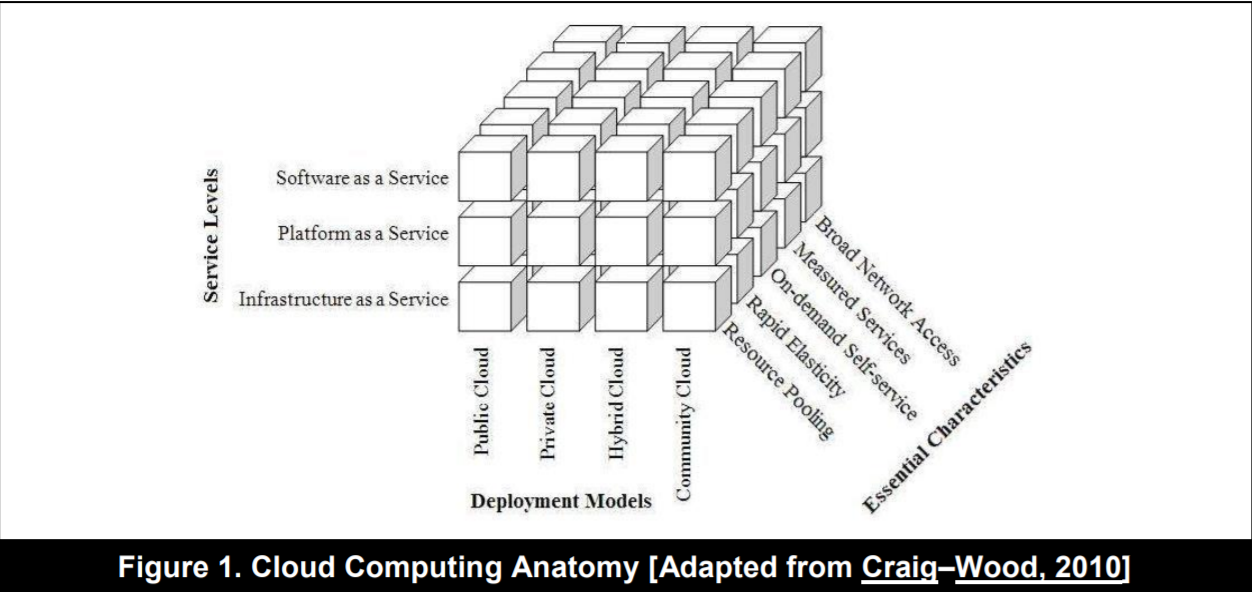 Service Levels
Software as a Service
Platform as a Service
Infrastructure as a Service
Public Cloud
Private Cloud
Hybrid Cloud
Community Cloud
Deployment Models
Resource Pooling
Rapid Elasticity
On-demand Self-service
Measured Services
Broad Network Access
Essential Characteristics
Figure 1. Cloud Computing Anatomy [Adapted from Craig–Wood, 2010]